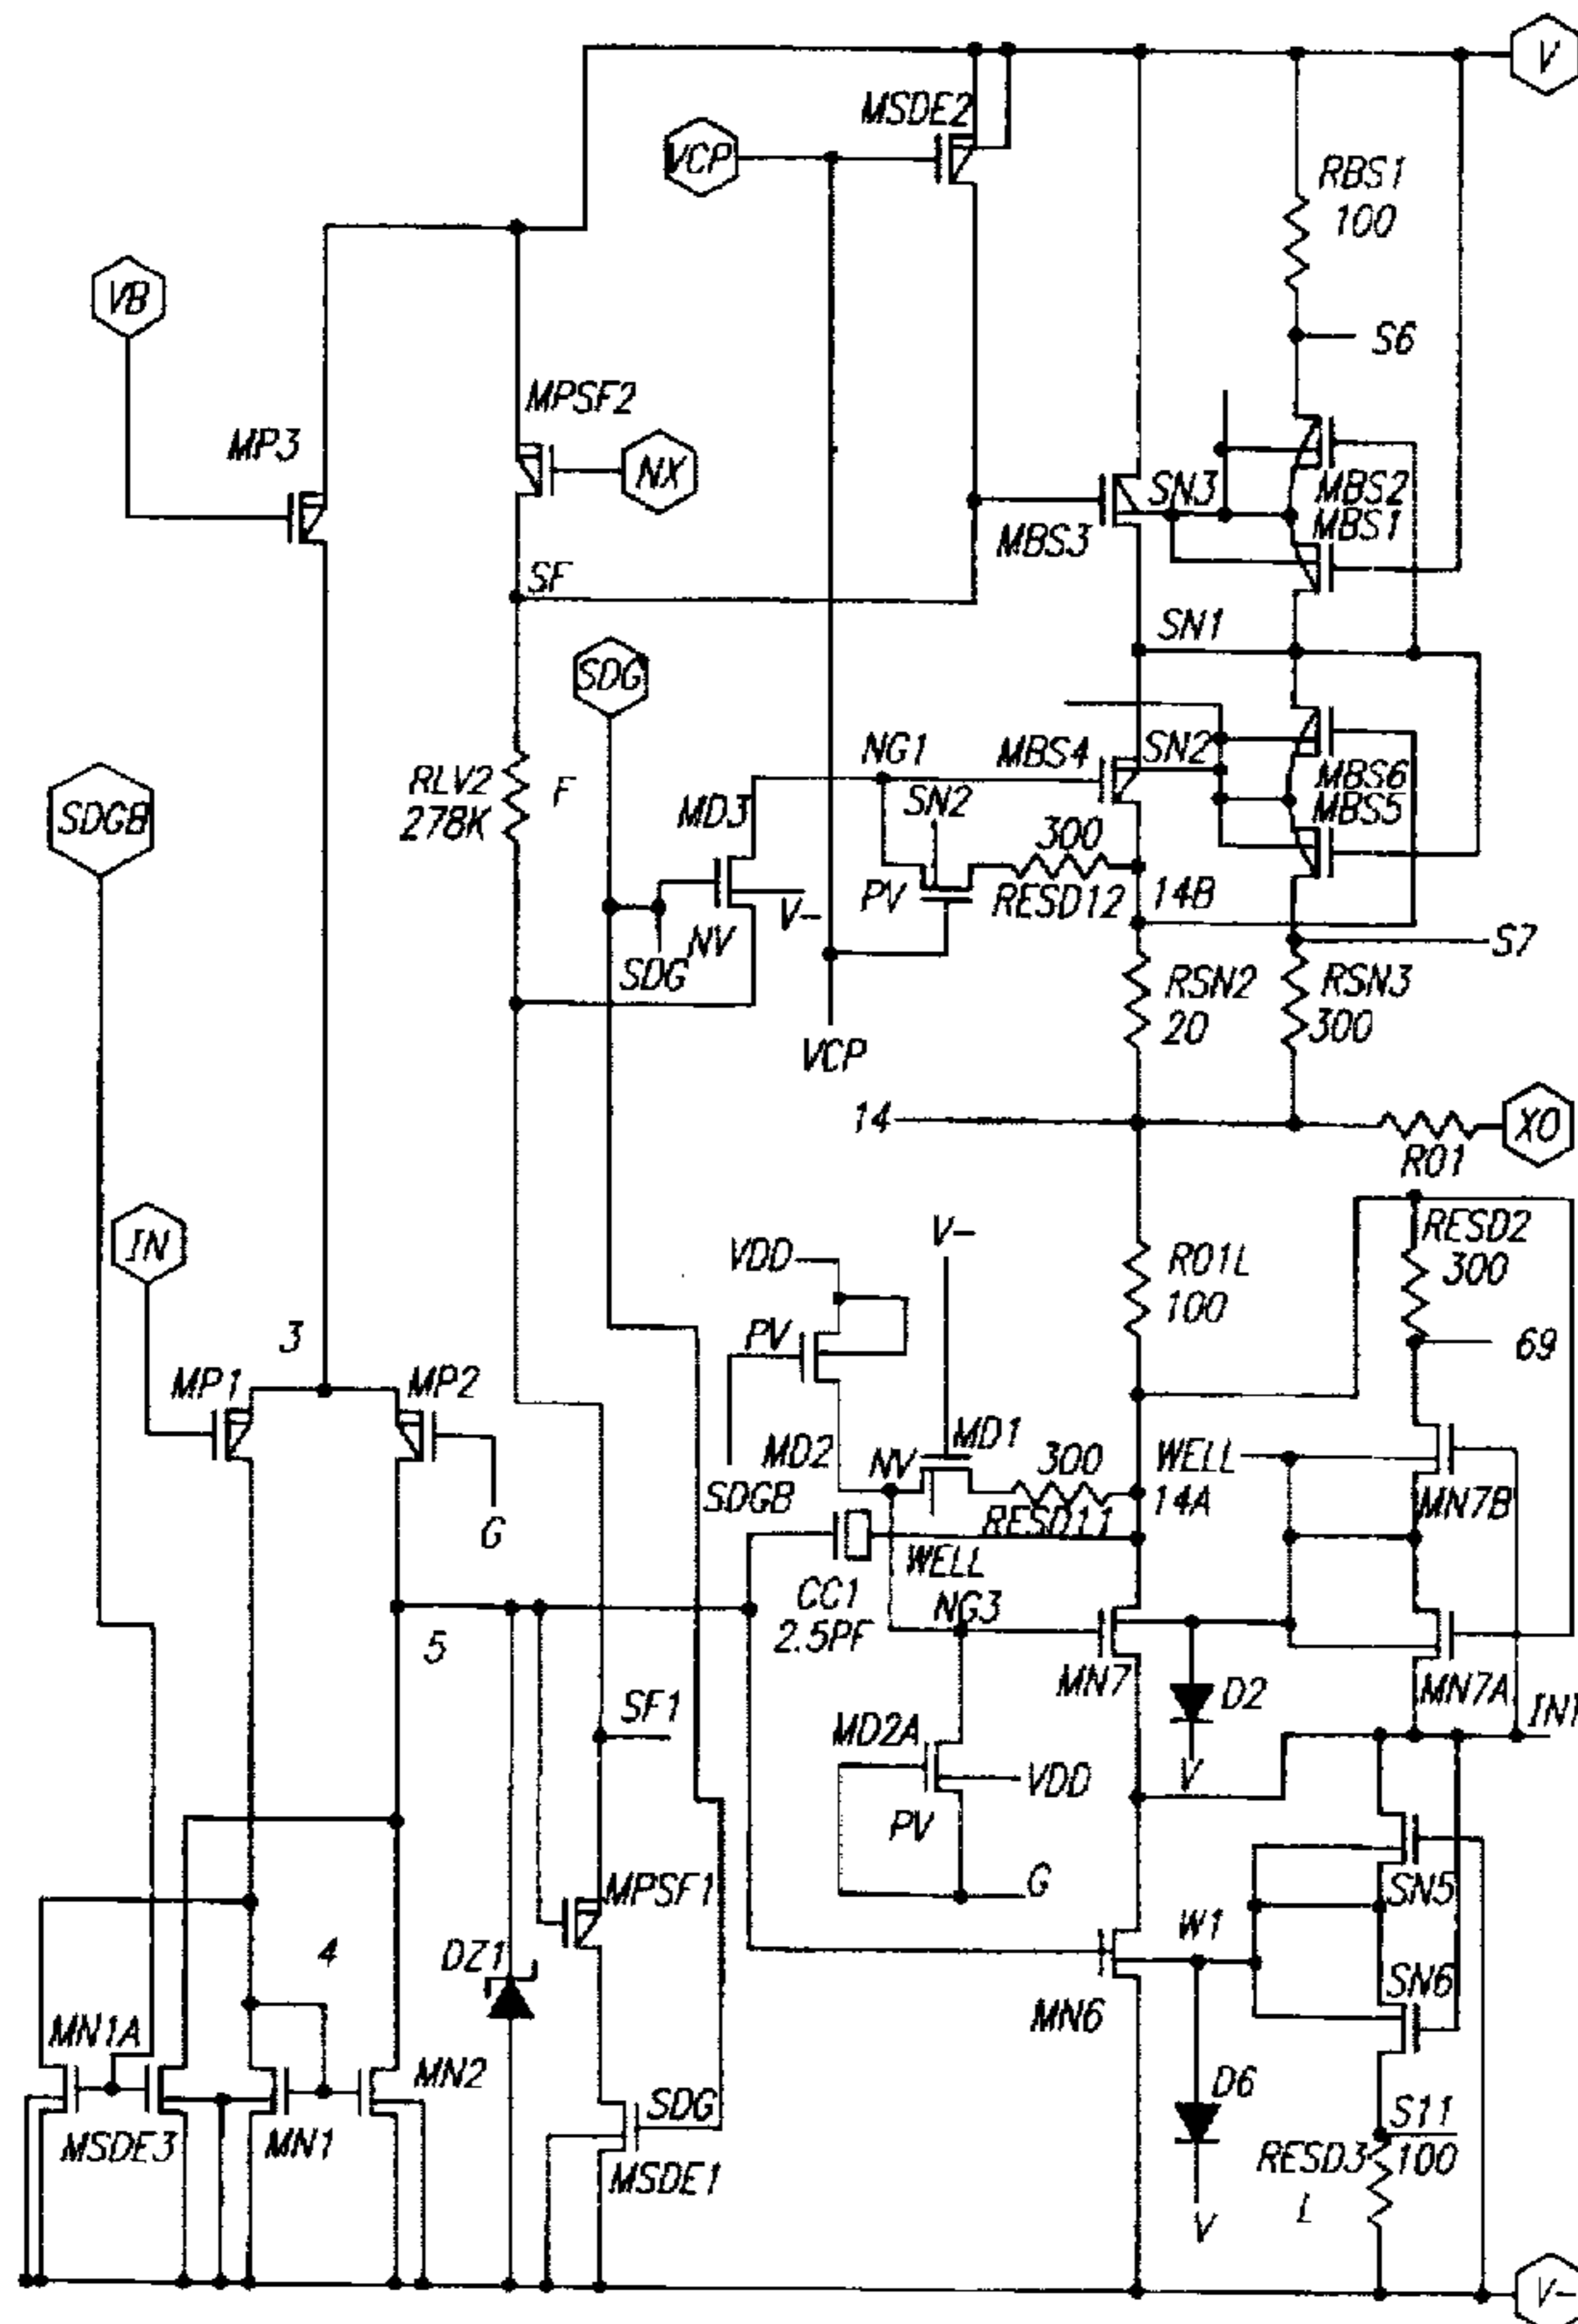 V
MSDE2
VCP
RBS1
100
VB
S6
MPSF2
MP3
NX
SN3
MBS2
MBS1
MBS3
SF
SN1
SDG
NG1
MBS4
SN2
RLV2
278K
F
MD3
SN2
MBS6
MBS5
SDGB
300
PV
RESD12
14B
V-
NV
SDG
S7
RSN2
20
RSN3
300
VCP
14
XO
R01
IN
V-
RESD2
300
VDD
R01L
100
3
PV
69
MP1
MP2
MD2
NV
MD1
300
WELL
14A
SDGB
RESD11
MN7B
G
WELL
CC1
2.5PF
NG3
5
MN7
D2
MN7A
SF1
MD2A
IN1
V
VDD
PV
G
MPSF1
W1
SN5
4
DZ1
SN6
MN1A
MN6
MN2
D6
SDG
S11
MSDE3
MN1
MSDE1
RESD3
100
L
V
V-